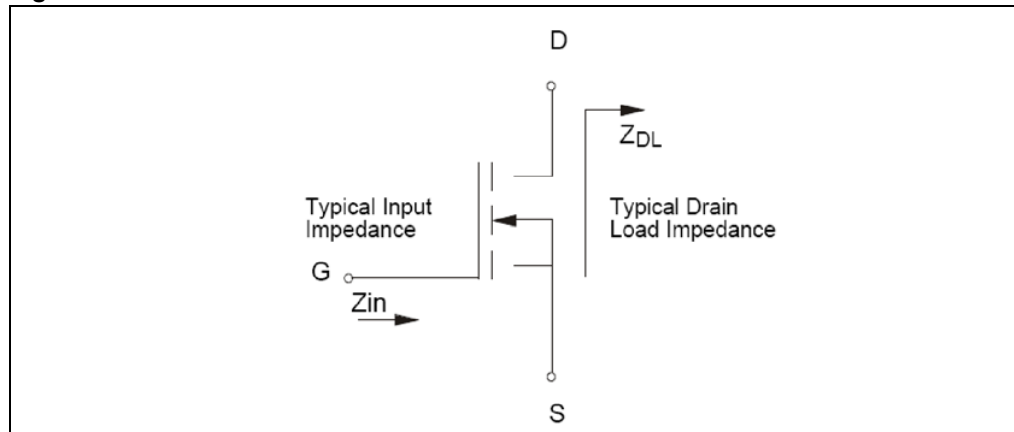 D
ZDL
Typical Input
Impedance
Typical Drain
Load Impedance
G
Zin
S